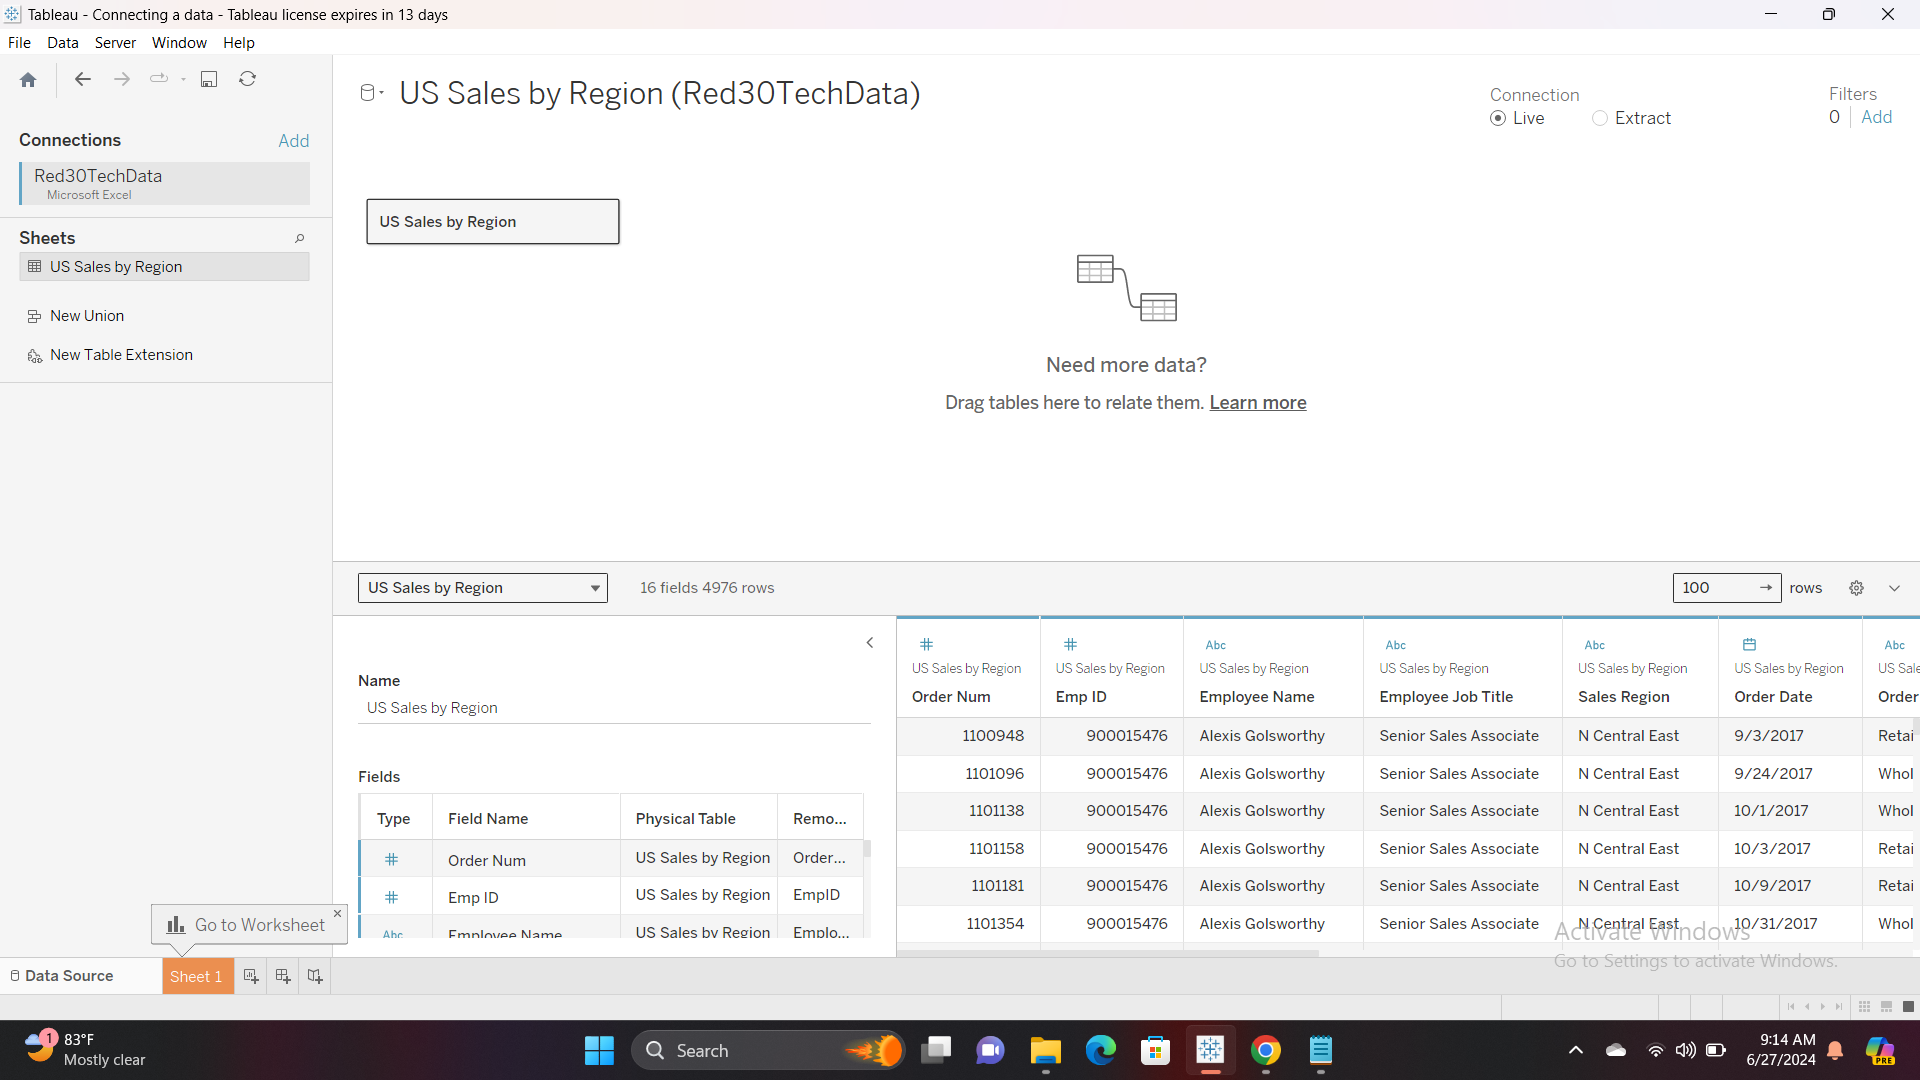 Tableau - Connecting a data - Tableau license expires in 13 days
File Data Server Window Help
US Sales by Region (Red30TechData)
Connection
Live Extract
Filters
0 Add
Connections Add
Red30TechData
Microsoft Excel
Sheets
US Sales by Region
New Union
New Table Extension
US Sales by Region
Need more data?
Drag tables here to relate them. Learn more
US Sales by Region 16 fields 4976 rows 100 → rows
Name
US Sales by Region
Fields
Type Field Name Physical Table Remo...
# Order Num US Sales by Region Order...
# Emp ID US Sales by Region EmpID
Abc Employee Name US Sales by Region Emplo...
# # Abc Abc Abc Abc
US Sales by Region US Sales by Region US Sales by Region US Sales by Region US Sales by Region US Sales by Region US Sale
Order Num Emp ID Employee Name Employee Job Title Sales Region Order Date Order
1100948 900015476 Alexis Golsworthy Senior Sales Associate N Central East 9/3/2017 Retai
1101096 900015476 Alexis Golsworthy Senior Sales Associate N Central East 9/24/2017 Whol
1101138 900015476 Alexis Golsworthy Senior Sales Associate N Central East 10/1/2017 Whol
1101158 900015476 Alexis Golsworthy Senior Sales Associate N Central East 10/3/2017 Retai
1101181 900015476 Alexis Golsworthy Senior Sales Associate N Central East 10/9/2017 Retai
1101354 900015476 Alexis Golsworthy Senior Sales Associate N Central East 10/31/2017 Whol
Activate Windows
Go to Settings to activate Windows.
Go to Worksheet
Data Source Sheet 1
1
83°F
Mostly clear
Search
PRE
9:14 AM
6/27/2024